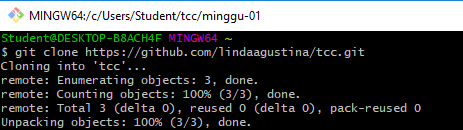 MINGW64:/c/Users/Student/tcc/minggu-01
Student@DESKTOP-B8ACH4F MINGW64 ~
$ git clone https://github.com/lindaagustina/tcc.git
Cloning into 'tcc'...
remote: Enumerating objects: 3, done.
remote: Counting objects: 100% (3/3), done.
remote: Total 3 (delta 0), reused 0 (delta 0), pack-reused 0
Unpacking objects: 100% (3/3), done.